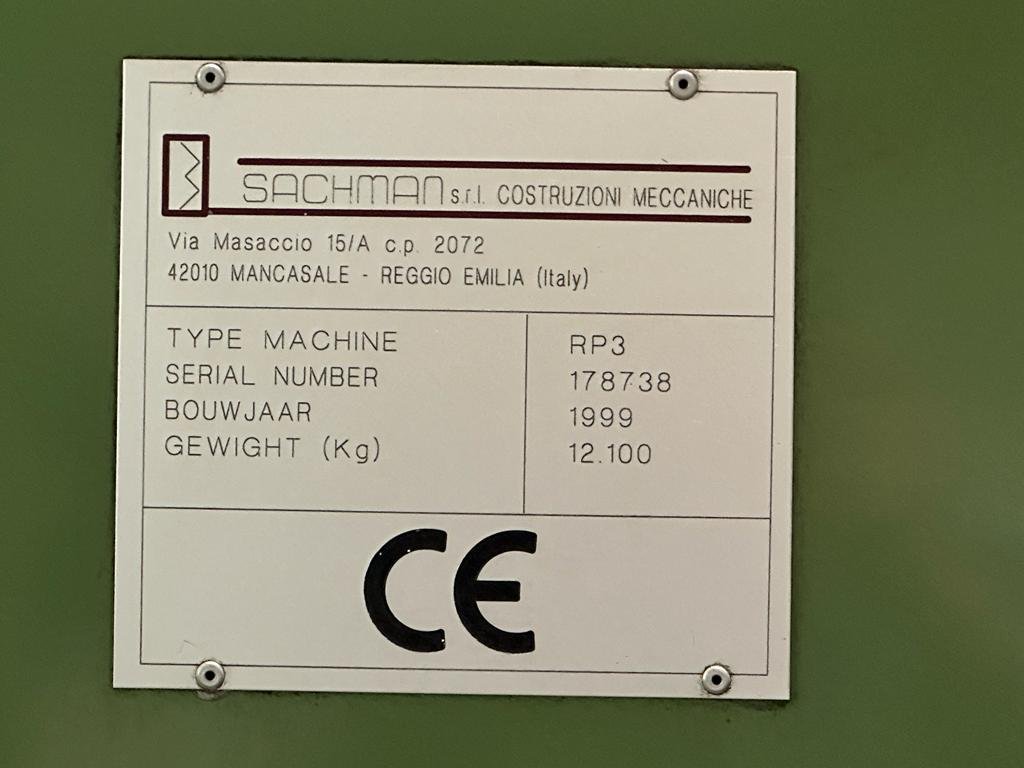 SACHMAN s.r.l. COSTRUZIONI MECCANICHE
Via Masaccio 15/A c.p. 2072
42010 MANCASALE - REGGIO EMILIA (Italy)
TYPE MACHINE RP3
SERIAL NUMBER 178738
BOUWJAAR 1999
GEWIGHT (Kg) 12.100
CE